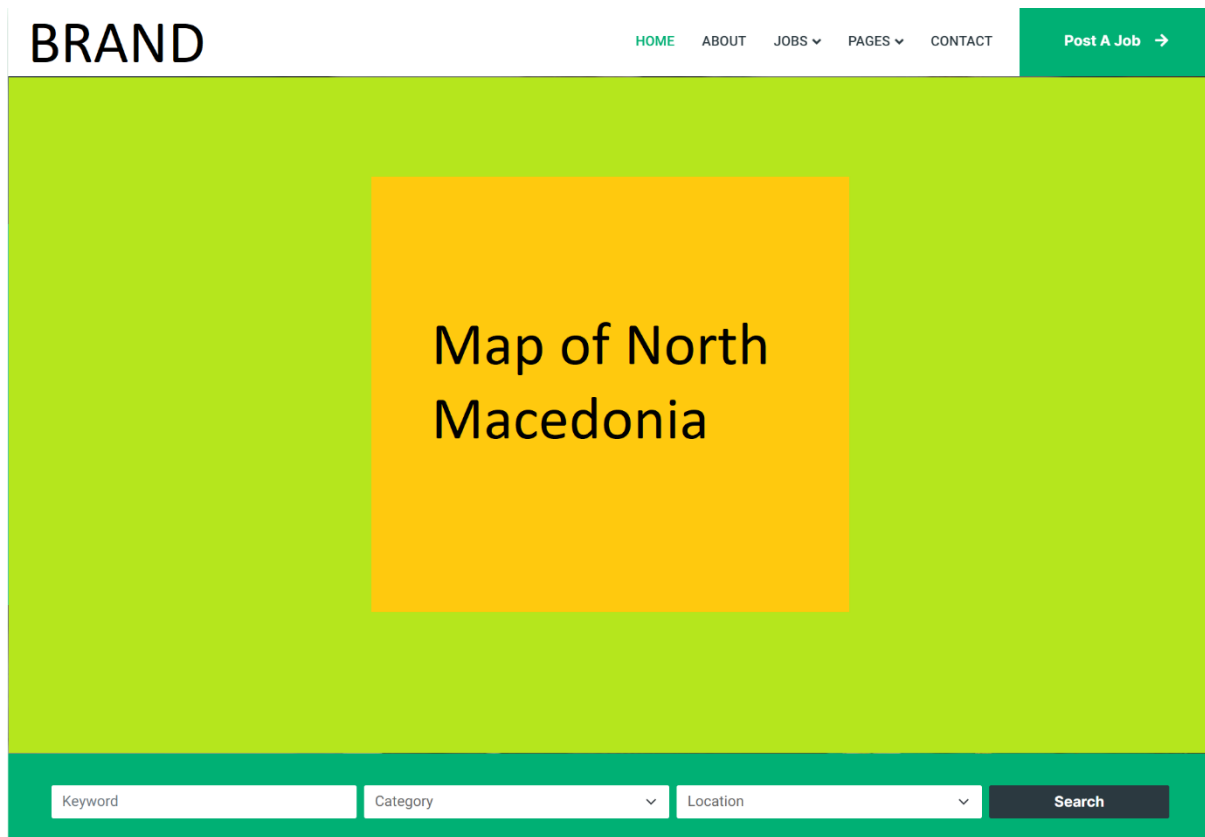 BRAND
HOME ABOUT JOBS PAGES CONTACT Post A Job
Map of North
Macedonia
Keyword Category Location Search